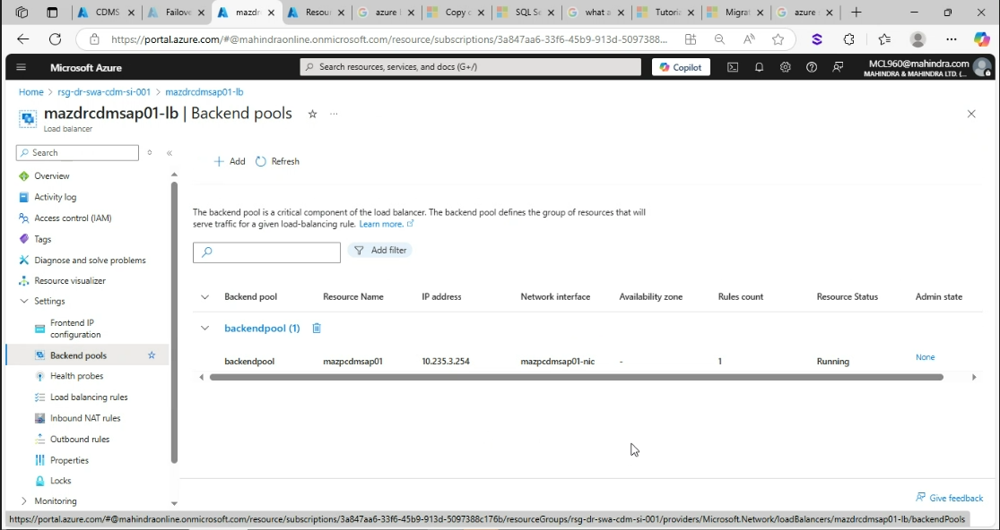 CDMS
Failove
mazdr
Resour
azure l
Copy c
SQL Se
what a
Tutoria
Migrat
azure
https://portal.azure.com/#@mahindraonline.onmicrosoft.com/resource/subscriptions/3a847aa6-33f6-45b9-913d-5097388...
Microsoft Azure
Search resources, services, and docs (G+/)
Copilot
MCL960@mahindra.com
MAHINDRA & MAHINDRA LTD. (...
Home > rsg-dr-swa-cdm-si-001 > mazdrcdmsap01-lb
mazdrcdmsap01-lb | Backend pools
Load balancer
Search
Add
Refresh
Overview
Activity log
Access control (IAM)
Tags
Diagnose and solve problems
Resource visualizer
Settings
Frontend IP
configuration
Backend pools
Health probes
Load balancing rules
Inbound NAT rules
Outbound rules
Properties
Locks
Monitoring
The backend pool is a critical component of the load balancer. The backend pool defines the group of resources that will
serve traffic for a given load-balancing rule. Learn more.
Add filter
Backend pool Resource Name IP address Network interface Availability zone Rules count Resource Status Admin state
backendpool (1)
backendpool mazpcdmsap01 10.235.3.254 mazpcdmsap01-nic - 1 Running None
Give feedback
https://portal.azure.com/#@mahindraonline.onmicrosoft.com/resource/subscriptions/3a847aa6-33f6-45b9-913d-5097388c176b/resourceGroups/rsg-dr-swa-cdm-si-001/providers/Microsoft.Network/loadBalancers/mazdrcdmsap01-lb/backendPools